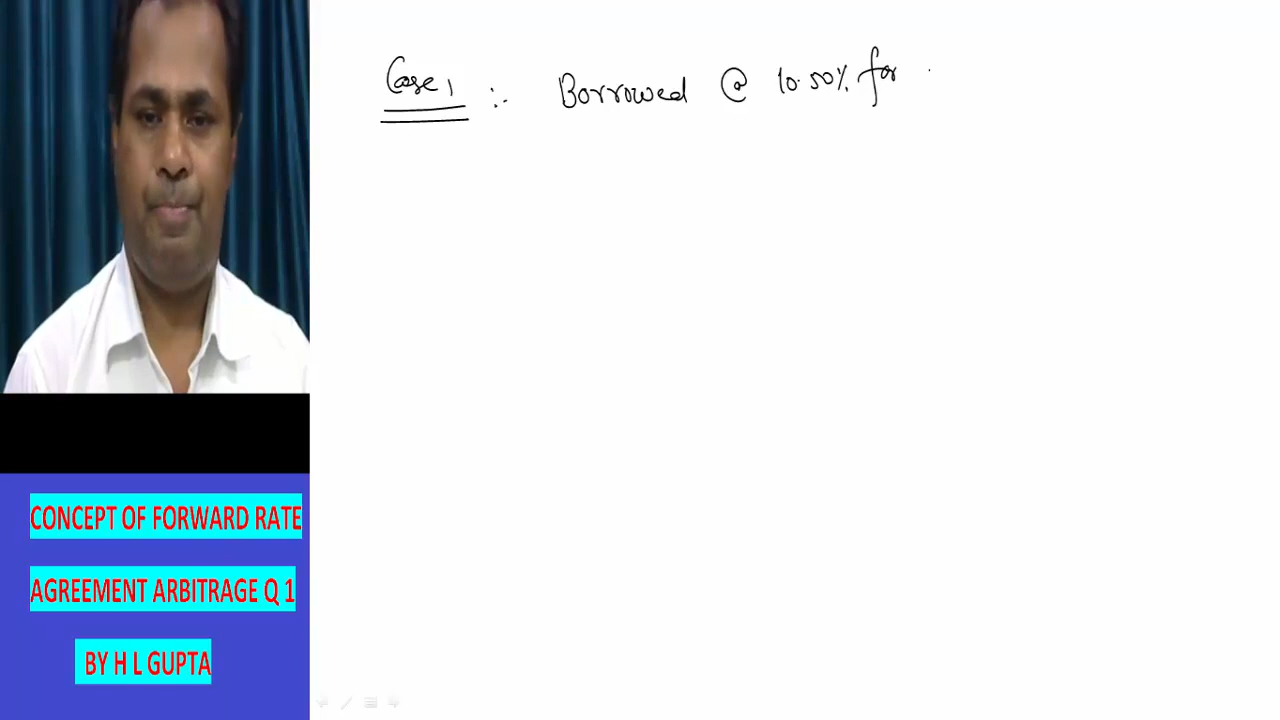 Case 1 :- Borrowed @ 10.50% for
CONCEPT OF FORWARD RATE
AGREEMENT ARBITRAGE Q 1
BY H L GUPTA